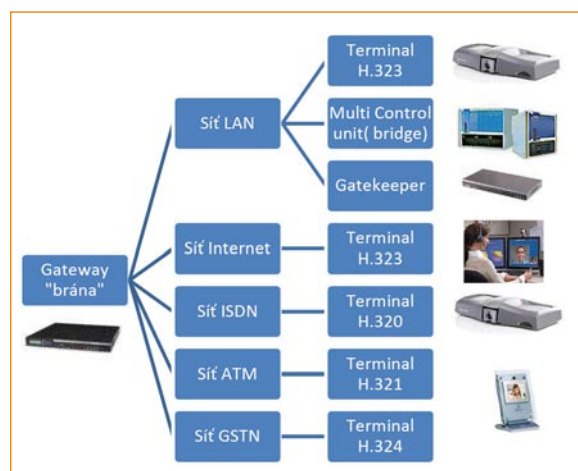 Terminal
H.323
Síť LAN
Multi Control
unit( bridge)
Gatekeeper
Gateway
"brána"
Síť Internet
Terminal
H.323
Síť ISDN
Terminal
H.320
Síť ATM
Terminal
H.321
Síť GSTN
Terminal
H.324